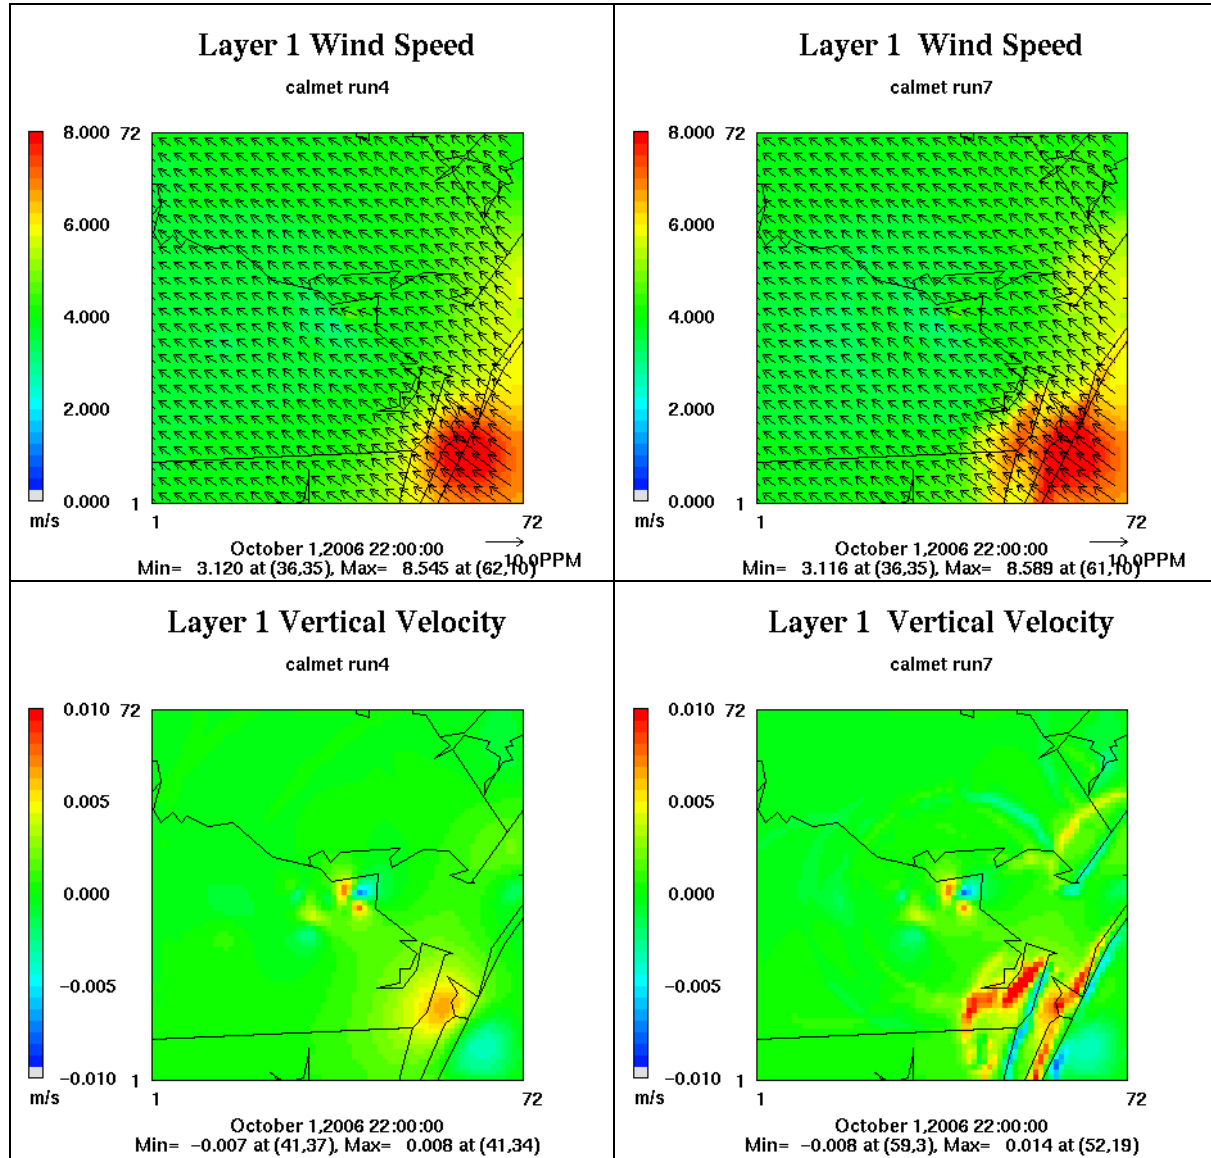 Layer 1 Wind Speed
calmet run4
8.000
6.000
4.000
2.000
0.000
m/s
72
1
1
72
October 1,2006 22:00:00
10.0PPM
Min= 3.120 at (36,35), Max= 8.545 at (62,10)
Layer 1 Wind Speed
calmet run7
8.000
6.000
4.000
2.000
0.000
m/s
72
1
1
72
October 1,2006 22:00:00
10.0PPM
Min= 3.116 at (36,35), Max= 8.589 at (61,10)
Layer 1 Vertical Velocity
calmet run4
0.010
0.005
0.000
−0.005
−0.010
m/s
72
1
1
72
October 1,2006 22:00:00
Min= −0.007 at (41,37), Max= 0.008 at (41,34)
Layer 1 Vertical Velocity
calmet run7
0.010
0.005
0.000
−0.005
−0.010
m/s
72
1
1
72
October 1,2006 22:00:00
Min= −0.008 at (59,3), Max= 0.014 at (52,19)